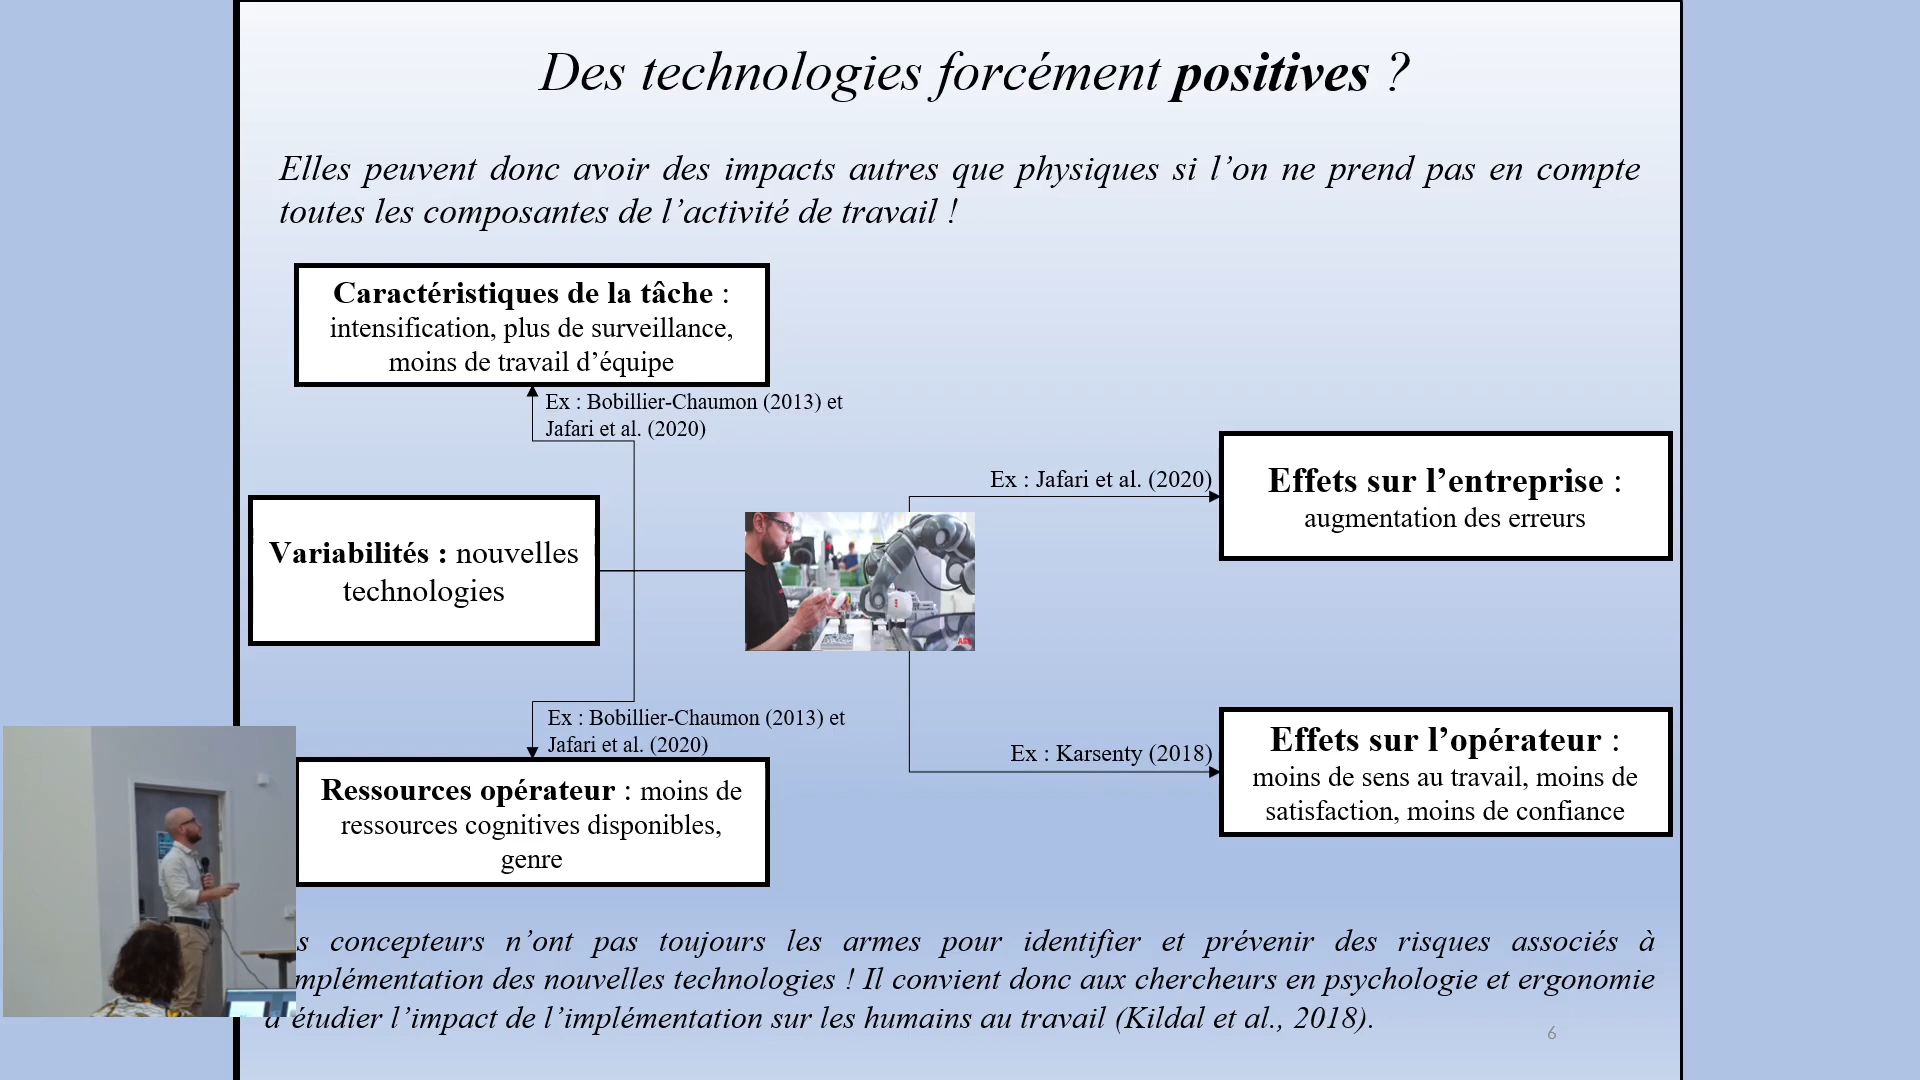 Des technologies forcément positives ?
Elles peuvent donc avoir des impacts autres que physiques si l’on ne prend pas en compte
toutes les composantes de l’activité de travail !
Caractéristiques de la tâche :
intensification, plus de surveillance,
moins de travail d’équipe
Ex : Bobillier-Chaumon (2013) et
Jafari et al. (2020)
Variabilités : nouvelles
technologies
Ex : Jafari et al. (2020)
Effets sur l’entreprise :
augmentation des erreurs
Ex : Bobillier-Chaumon (2013) et
Jafari et al. (2020)
Ressources opérateur : moins de
ressources cognitives disponibles,
genre
Ex : Karsenty (2018)
Effets sur l’opérateur :
moins de sens au travail, moins de
satisfaction, moins de confiance
s concepteurs n’ont pas toujours les armes pour identifier et prévenir des risques associés à
mplémentation des nouvelles technologies ! Il convient donc aux chercheurs en psychologie et ergonomie
d’étudier l’impact de l’implémentation sur les humains au travail (Kildal et al., 2018).
6